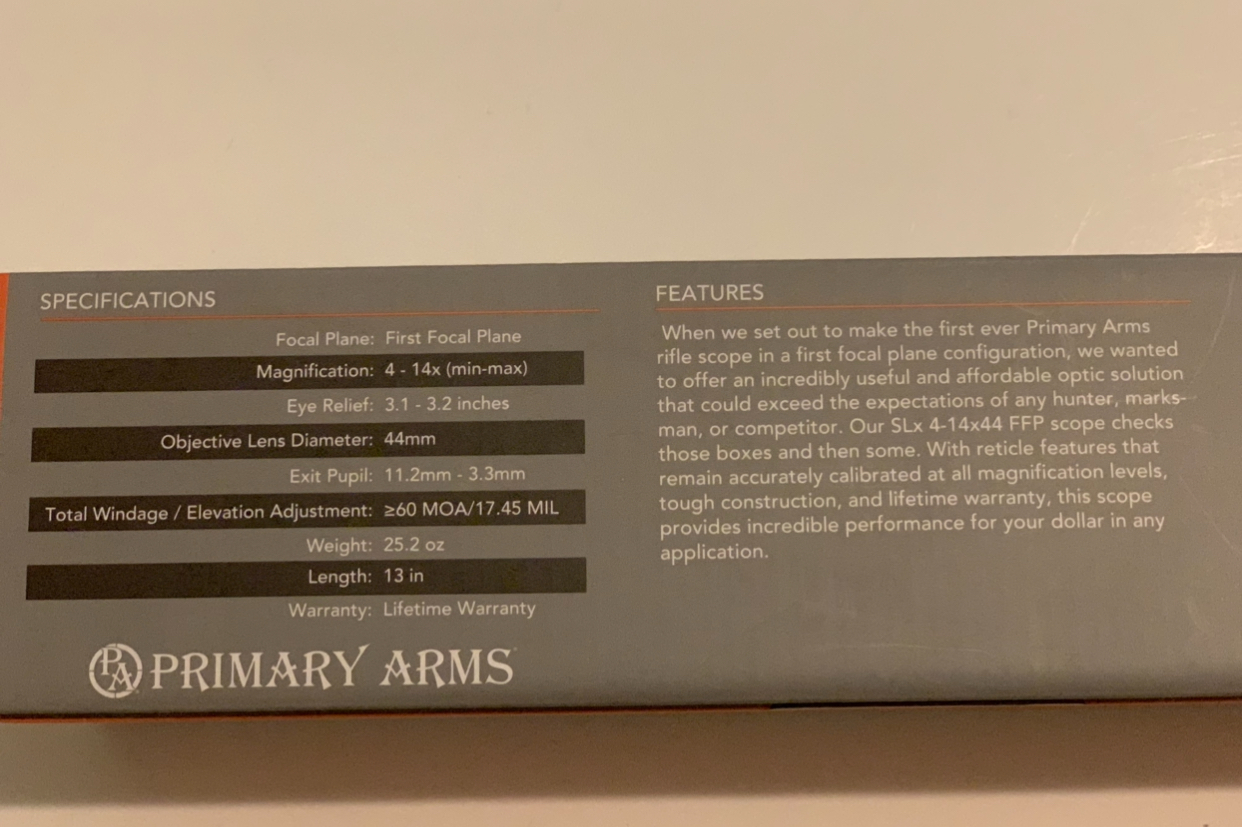 SPECIFICATIONS
Focal Plane: First Focal Plane
Magnification: 4 - 14x (min-max)
Eye Relief: 3.1 - 3.2 inches
Objective Lens Diameter: 44mm
Exit Pupil: 11.2mm - 3.3mm
Total Windage / Elevation Adjustment: ≥60 MOA/17.45 MIL
Weight: 25.2 oz
Length: 13 in
Warranty: Lifetime Warranty
PA PRIMARY ARMS
FEATURES
When we set out to make the first ever Primary Arms
rifle scope in a first focal plane configuration, we wanted
to offer an incredibly useful and affordable optic solution
that could exceed the expectations of any hunter, marks-
man, or competitor. Our SLx 4-14x44 FFP scope checks
those boxes and then some. With reticle features that
remain accurately calibrated at all magnification levels,
tough construction, and lifetime warranty, this scope
provides incredible performance for your dollar in any
application.